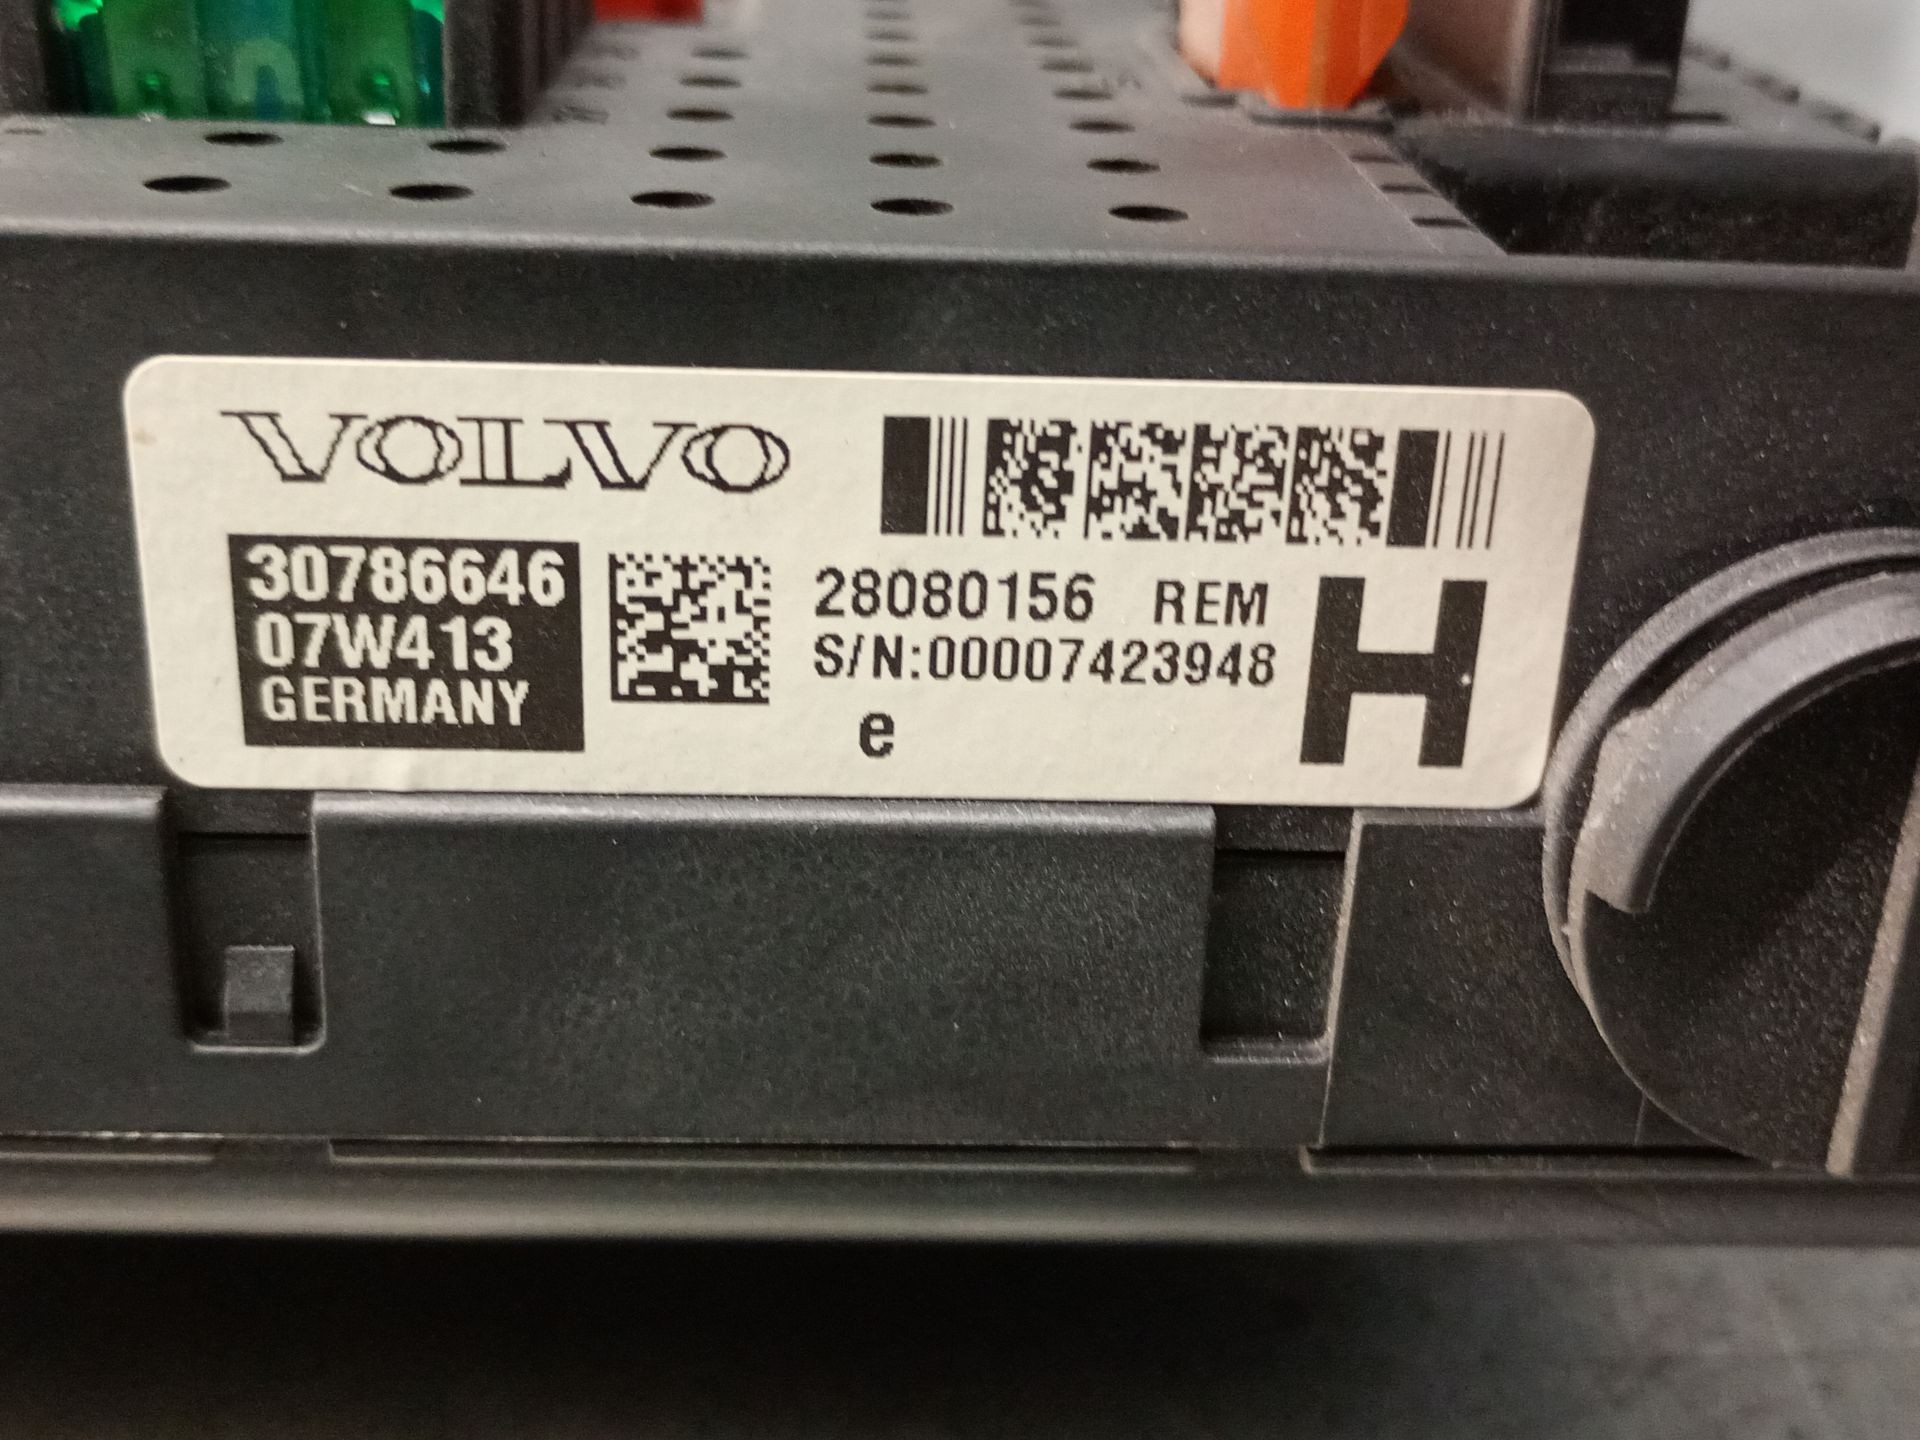 VOLVO
30786646
07W413
GERMANY
28080156 REM
S/N:00007423948
e
H